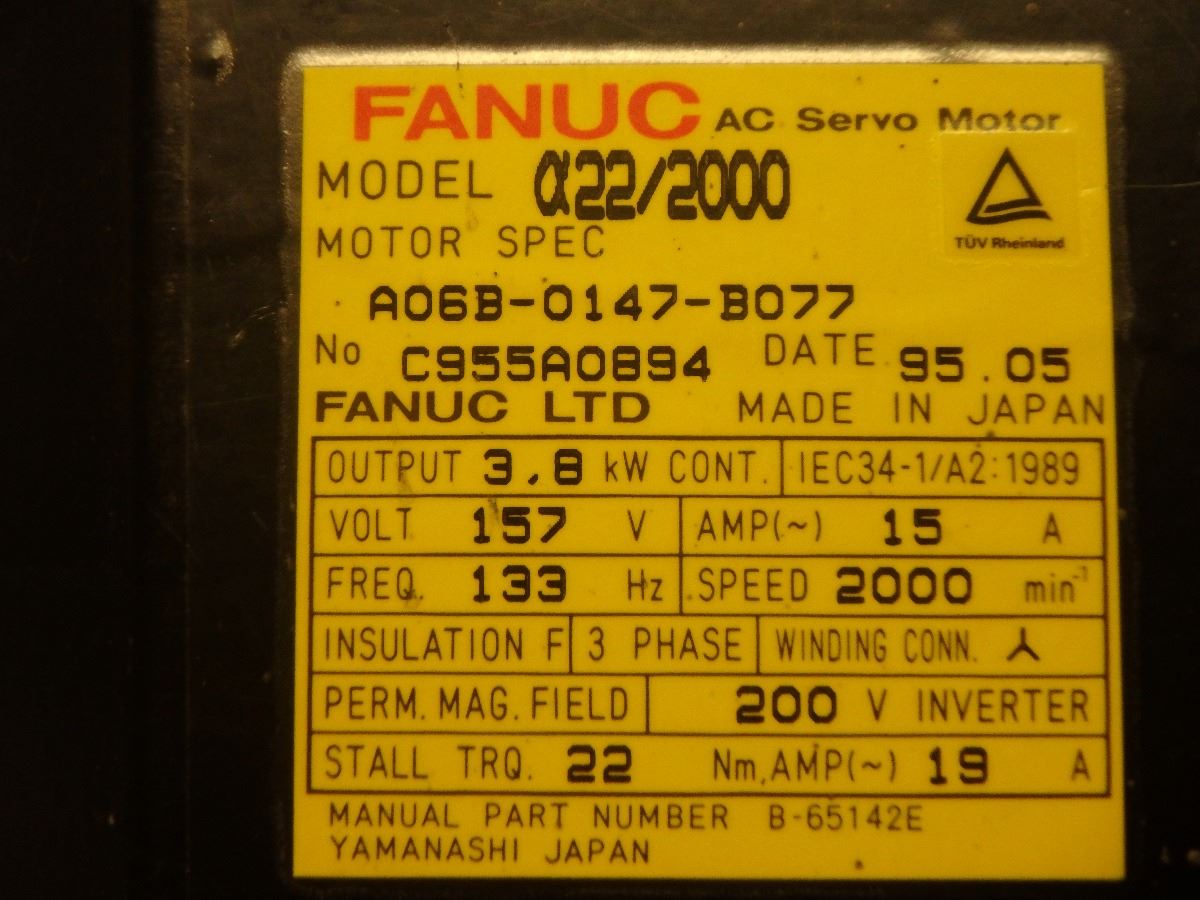 FANUC AC Servo Motor
MODEL α22/2000
TÜV Rheinland
MOTOR SPEC
A06B-0147-B077
No C955A0894 DATE 95.05
FANUC LTD MADE IN JAPAN
OUTPUT 3.8 kW CONT. IEC34-1/A2:1989
VOLT 157 V AMP(~) 15 A
FREQ. 133 Hz SPEED 2000 min⁻¹
INSULATION F 3 PHASE WINDING CONN.
PERM. MAG. FIELD 200 V INVERTER
STALL TRQ. 22 Nm, AMP(~) 19 A
MANUAL PART NUMBER B-65142E
YAMANASHI JAPAN